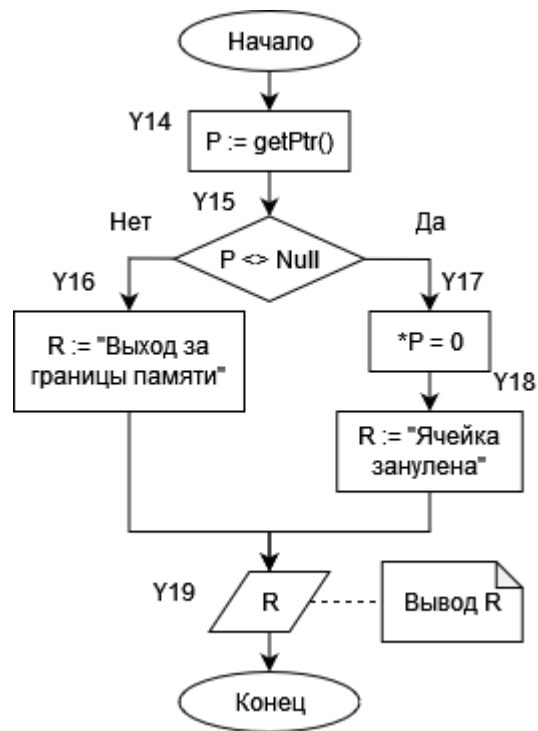 Начало
Y14
P := getPtr()
Y15
Нет
Да
P <> Null
Y16
Y17
R := "Выход за
границы памяти"
*P = 0
Y18
R := "Ячейка
занулена"
Y19
R
Вывод R
Конец